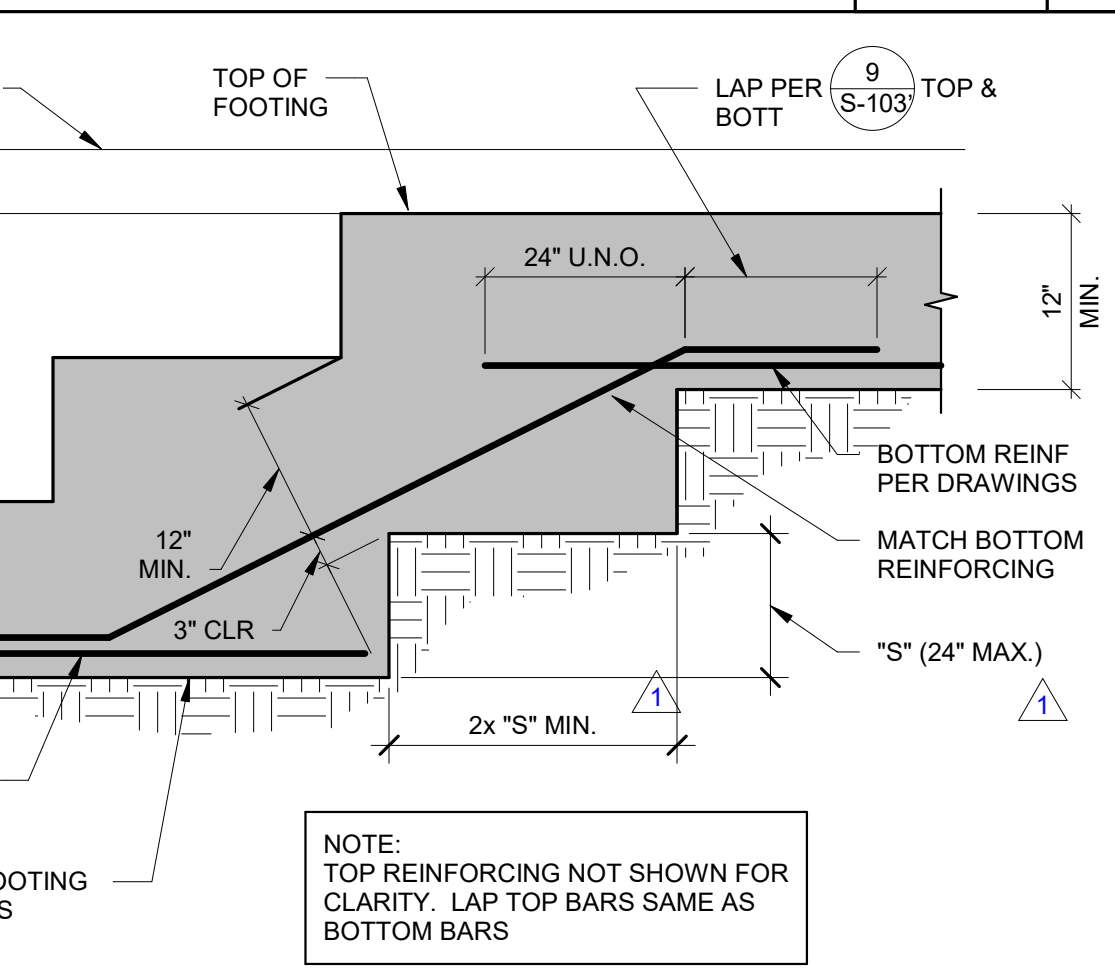 TOP OF
FOOTING
LAP PER 9 TOP &
S-103'
BOTT
24" U.N.O.
12"
MIN.
BOTTOM REINF
PER DRAWINGS
12"
MIN.
MATCH BOTTOM
REINFORCING
3" CLR
"S" (24" MAX.)
1
1
2x "S" MIN.
NOTE:
TOP REINFORCING NOT SHOWN FOR
CLARITY. LAP TOP BARS SAME AS
BOTTOM BARS